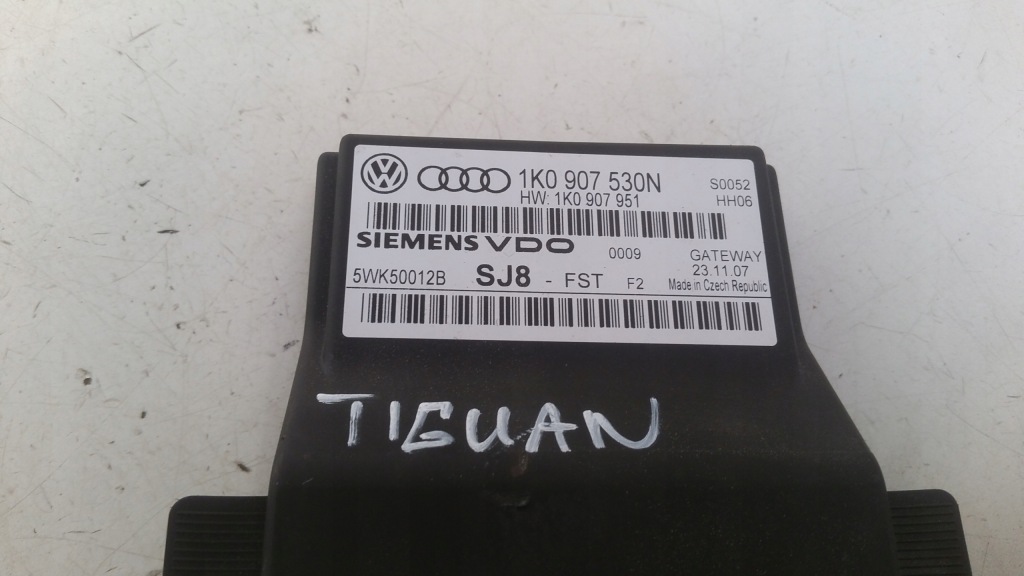 1K0 907 530N S0052
HW: 1K0 907 951 HH06
SIEMENS VDO 0009 GATEWAY
23.11.07
5WK50012B SJ8 - FST F2 Made in Czech Republic
TIGUAN